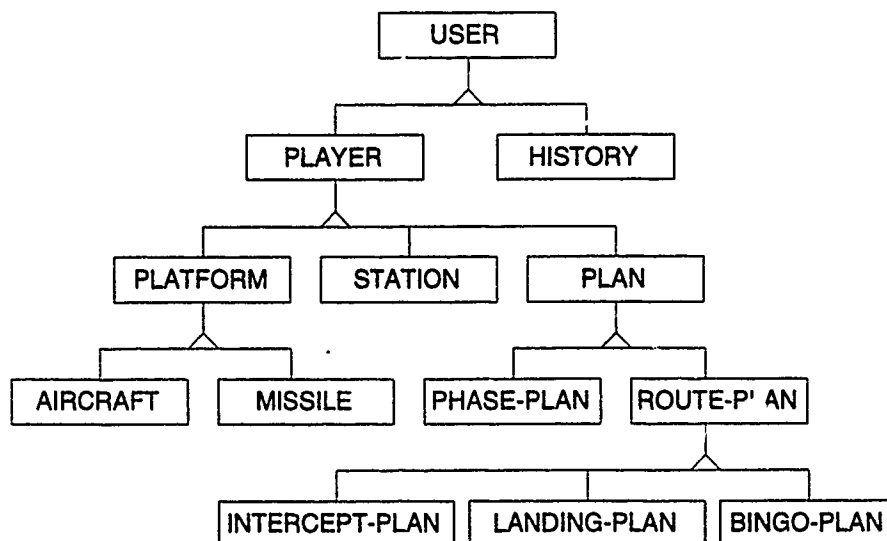 USER
PLAYER HISTORY
PLATFORM STATION PLAN
AIRCRAFT MISSILE PHASE-PLAN ROUTE-P' AN
INTERCEPT-PLAN LANDING-PLAN BINGO-PLAN